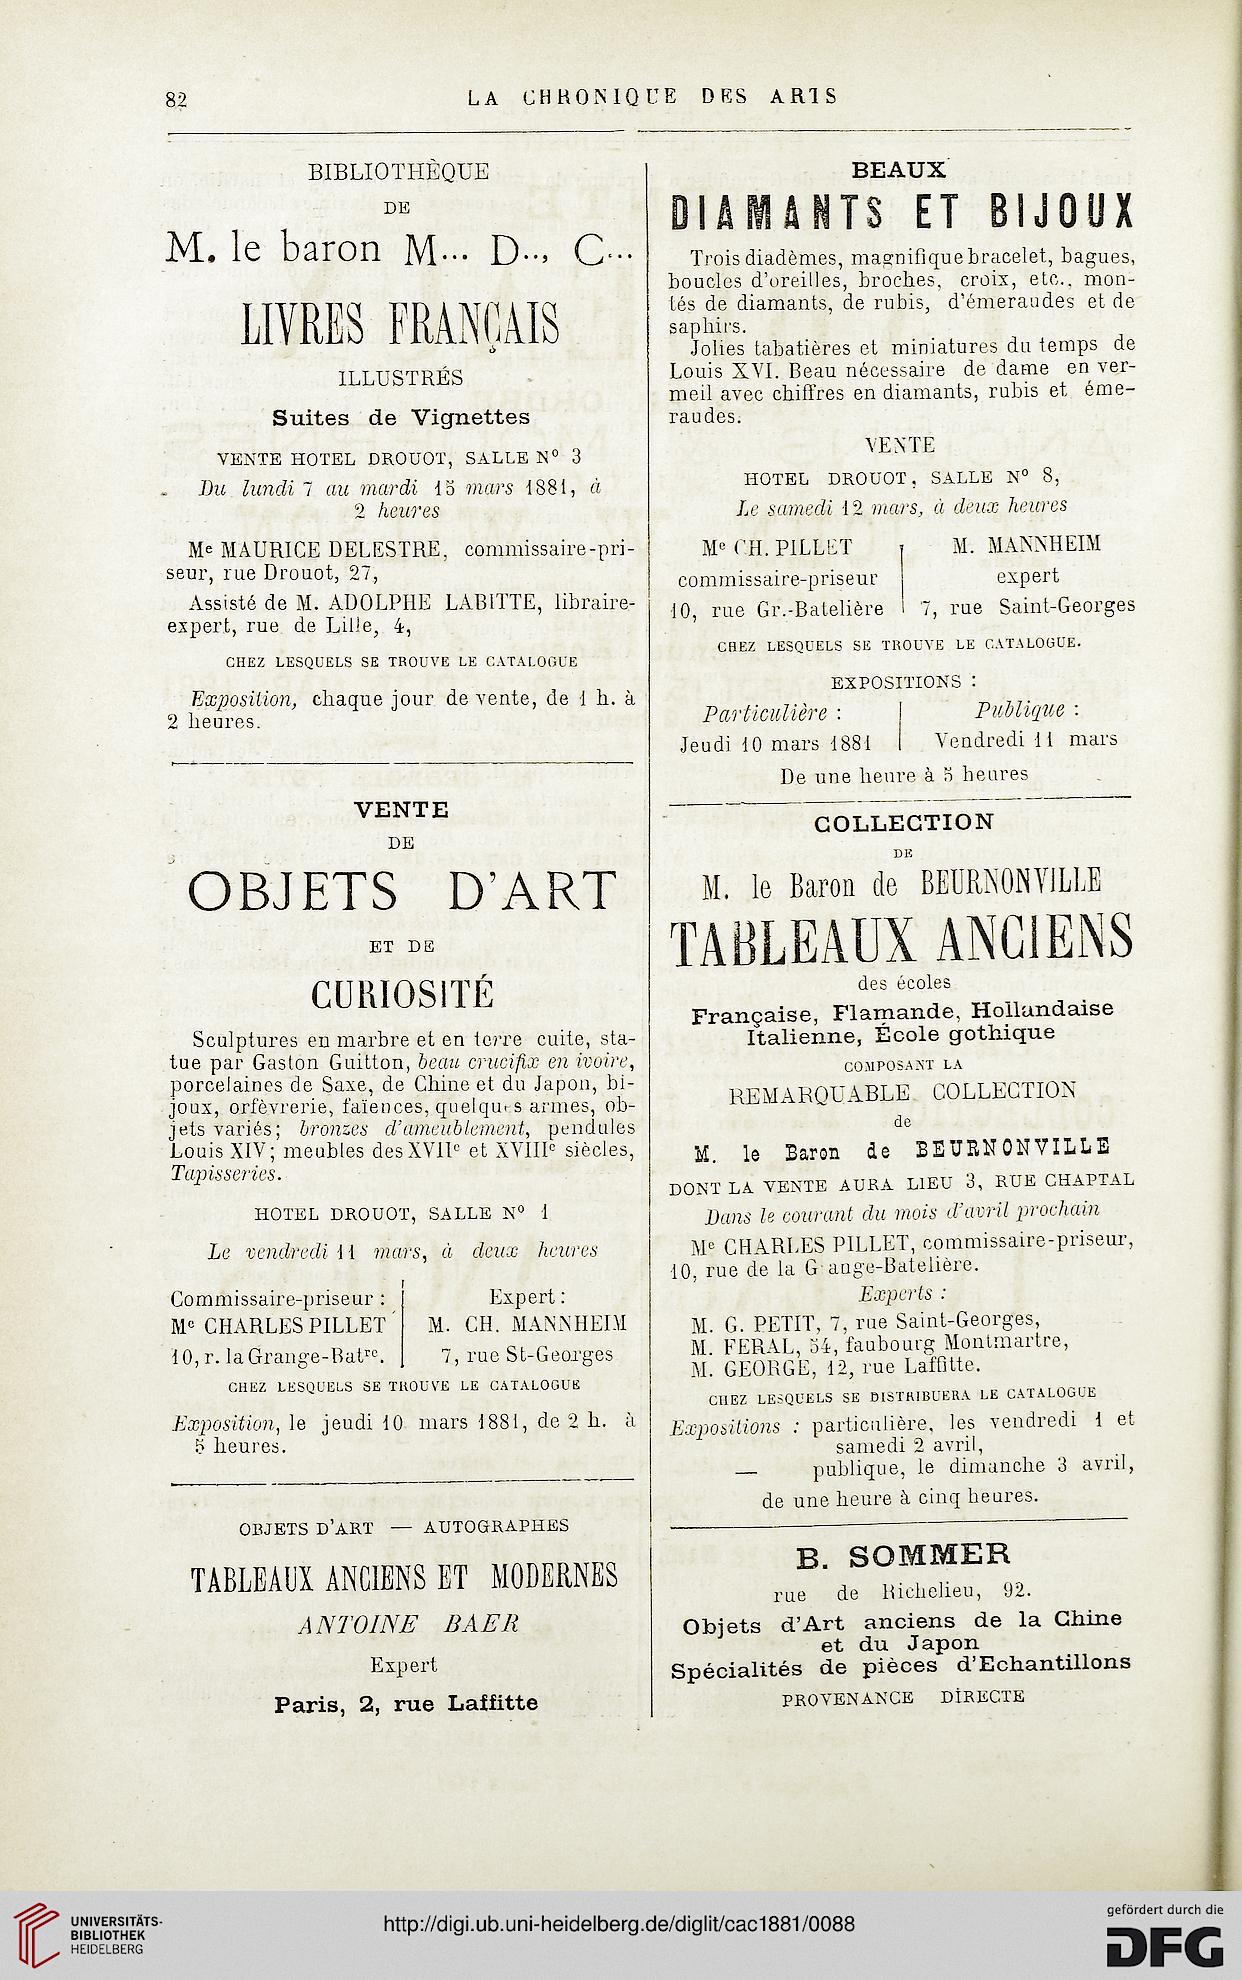 82
LA CHRONIQUE DES ARTS
BIBLIOTHÈQUE
DE
M. le baron M... D.., C...
LIVRES FRANÇAIS
ILLUSTRÉS
Suites de Vignettes
VENTE HOTEL DROUOT, SALLE N° 3
Du lundi 7 au mardi 15 mars 1881, à
2 heures
Me MAURICE DELESTRE, commissaire-pri-
seur, rue Drouot, 27,
Assisté de M. ADOLPHE LABITTE, libraire-
expert, rue de Lille, 4,
CHEZ LESQUELS SE TROUVE LE CATALOGUE
Exposition, chaque jour de vente, de 1 h. à
2 heures.
VENTE
DE
OBJETS D'ART
ET DE
CURIOSITÉ
Sculptures en marbre et en terre cuite, sta-
tue par Gaston Guitton, beau crucifix en ivoire,
porcelaines de Saxe, de Chine et du Japon, bi-
joux, orfèvrerie, faïences, quelques armes, ob-
jets variés; bronzes d'ameublement, pendules
Louis XIV; meubles des XVIIe et XVIIIe siècles,
Tapisseries.
HOTEL DROUOT, SALLE N° 1
Le vendredi 11 mars, à deux heures
Commissaire-priseur :
Me CHARLES PILLET
10, r. la Grange-Batre.
Expert :
M. CH. MANNHEIM
7, rue St-Georges
CHEZ LESQUELS SE TROUVE LE CATALOGUE
Exposition, le jeudi 10 mars 1881, de 2 h. à
5 heures.
OBJETS D'ART — AUTOGRAPHES
TABLEAUX ANCIENS ET MODERNES
ANTOINE BAER
Expert
Paris, 2, rue Laffitte
BEAUX
DIAMANTS ET BIJOUX
Trois diadèmes, magnifique bracelet, bagues,
boucles d'oreilles, broches, croix, etc., mon-
tés de diamants, de rubis, d'émeraudes et de
saphirs.
Jolies tabatières et miniatures du temps de
Louis XVI. Beau nécessaire de dame en ver-
meil avec chiffres en diamants, rubis et éme-
raudes.
VENTE
HOTEL DROUOT, SALLE N° 8,
Le samedi 12 mars, à deux heures
Me CH. PILLET
commissaire-priseur
10, rue Gr.-Batelière
M. MANNHEIM
expert
7, rue Saint-Georges
CHEZ LESQUELS SE TROUVE LE CATALOGUE.
EXPOSITIONS :
Particulière :
Jeudi 10 mars 1881
Publique :
Vendredi 11 mars
De une heure à 5 heures
COLLECTION
DE
M. le Baron de BEURNONVILLE
TABLEAUX ANCIENS
des écoles
Française, Flamande, Hollandaise
Italienne, École gothique
COMPOSANT LA
REMARQUABLE COLLECTION
de
M. le Baron de BEURNONVILLE
DONT LA VENTE AURA LIEU 3, RUE CHAPTAL
Dans le courant du mois d'avril prochain
Me CHARLES PILLET, commissaire-priseur,
10, rue de la G ange-Batelière.
Experts :
M. G. PETIT, 7, rue Saint-Georges,
M. FERAL, 54, faubourg Montmartre,
M. GEORGE, 12, rue Laffitte.
CHEZ LESQUELS SE DISTRIBUERA LE CATALOGUE
Expositions : particulière, les vendredi 1 et
samedi 2 avril,
— publique, le dimanche 3 avril,
de une heure à cinq heures.
B. SOMMER
rue de Richelieu, 92.
Objets d'Art anciens de la Chine
et du Japon
Spécialités de pièces d'Echantillons
PROVENANCE DIRECTE
UNIVERSITÄTS-
BIBLIOTHEK
HEIDELBERG
http://digi.ub.uni-heidelberg.de/diglit/cac1881/0088
gefördert durch die
DFG